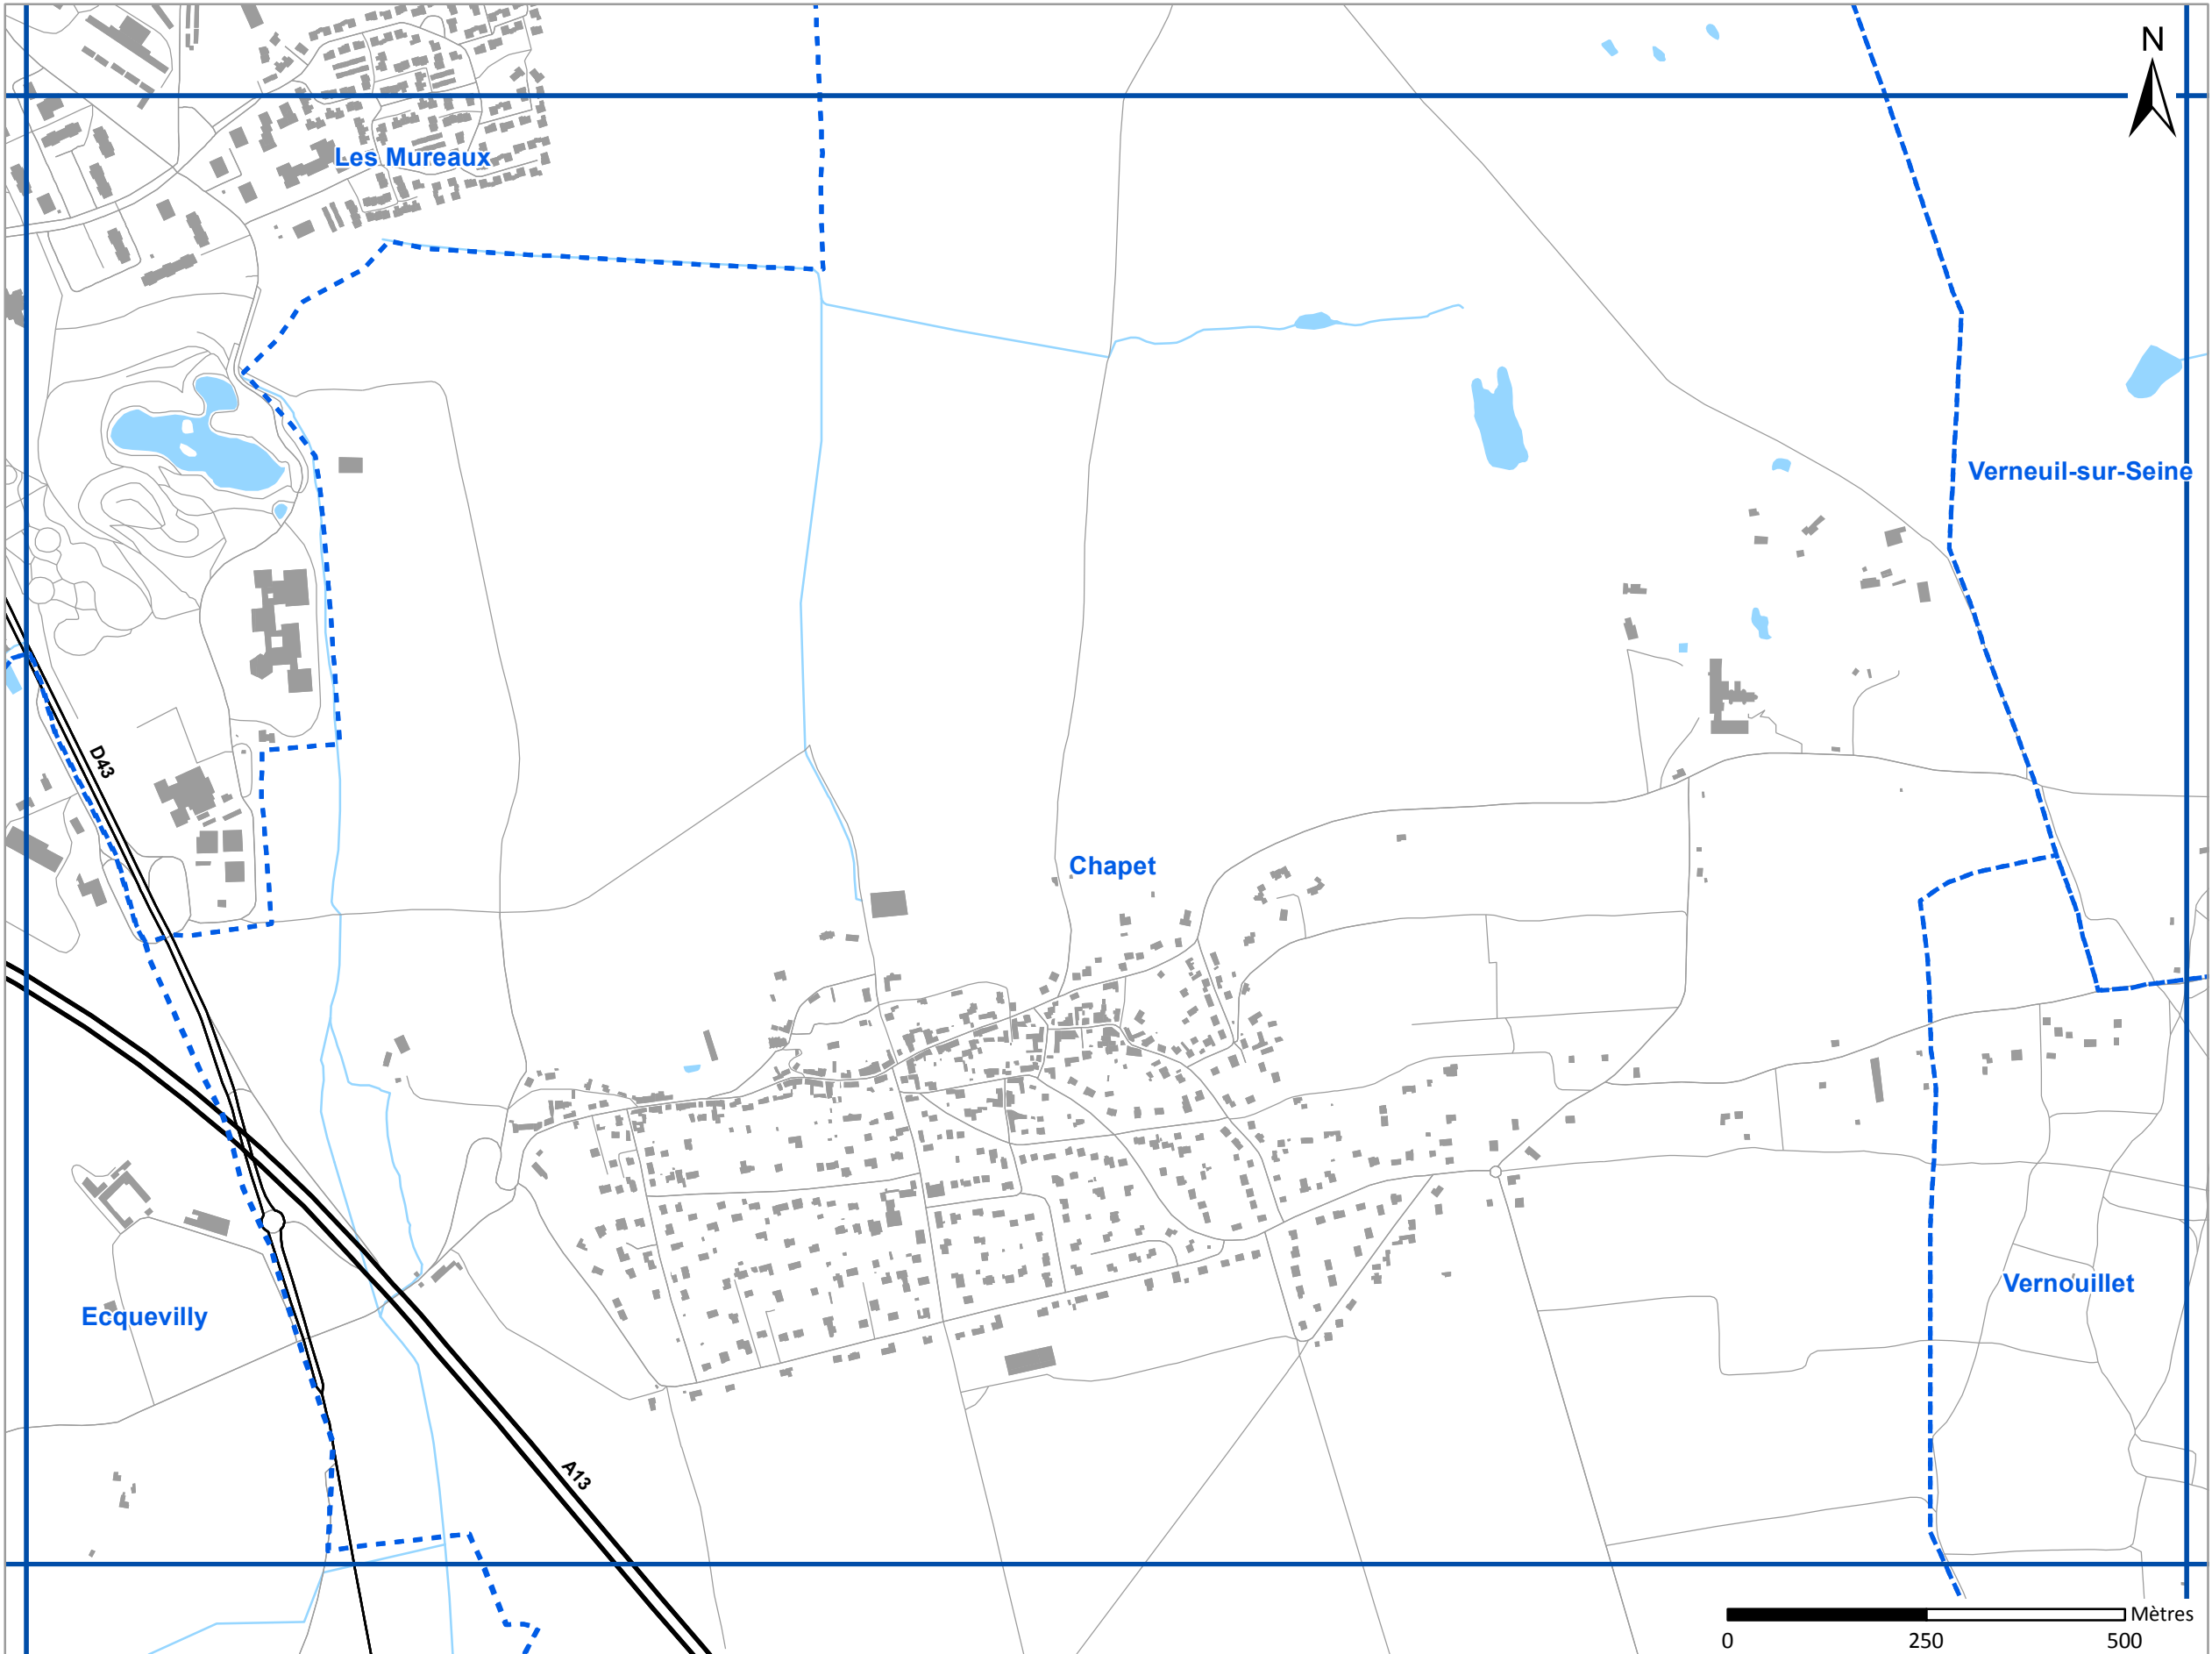 N
Les Mureaux
Verneuil-sur-Seine
D43
Chapet
Vernouillet
Ecquevilly
A13
Mètres
0 250 500